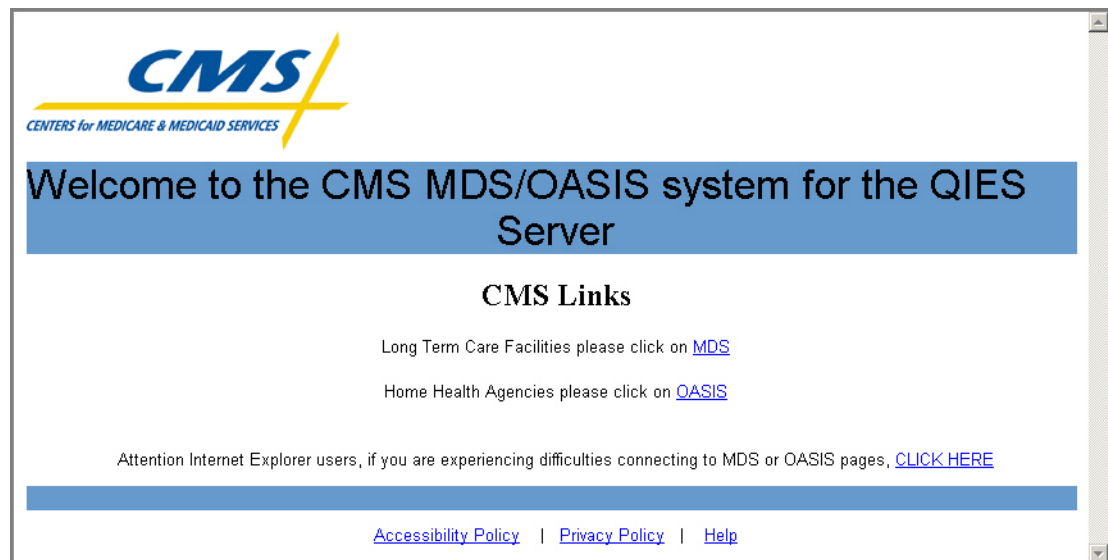 CMS
CENTERS for MEDICARE & MEDICAID SERVICES
Welcome to the CMS MDS/OASIS system for the QIES
Server
CMS Links
Long Term Care Facilities please click on MDS
Home Health Agencies please click on OASIS
Attention Internet Explorer users, if you are experiencing difficulties connecting to MDS or OASIS pages, CLICK HERE
Accessibility Policy | Privacy Policy | Help